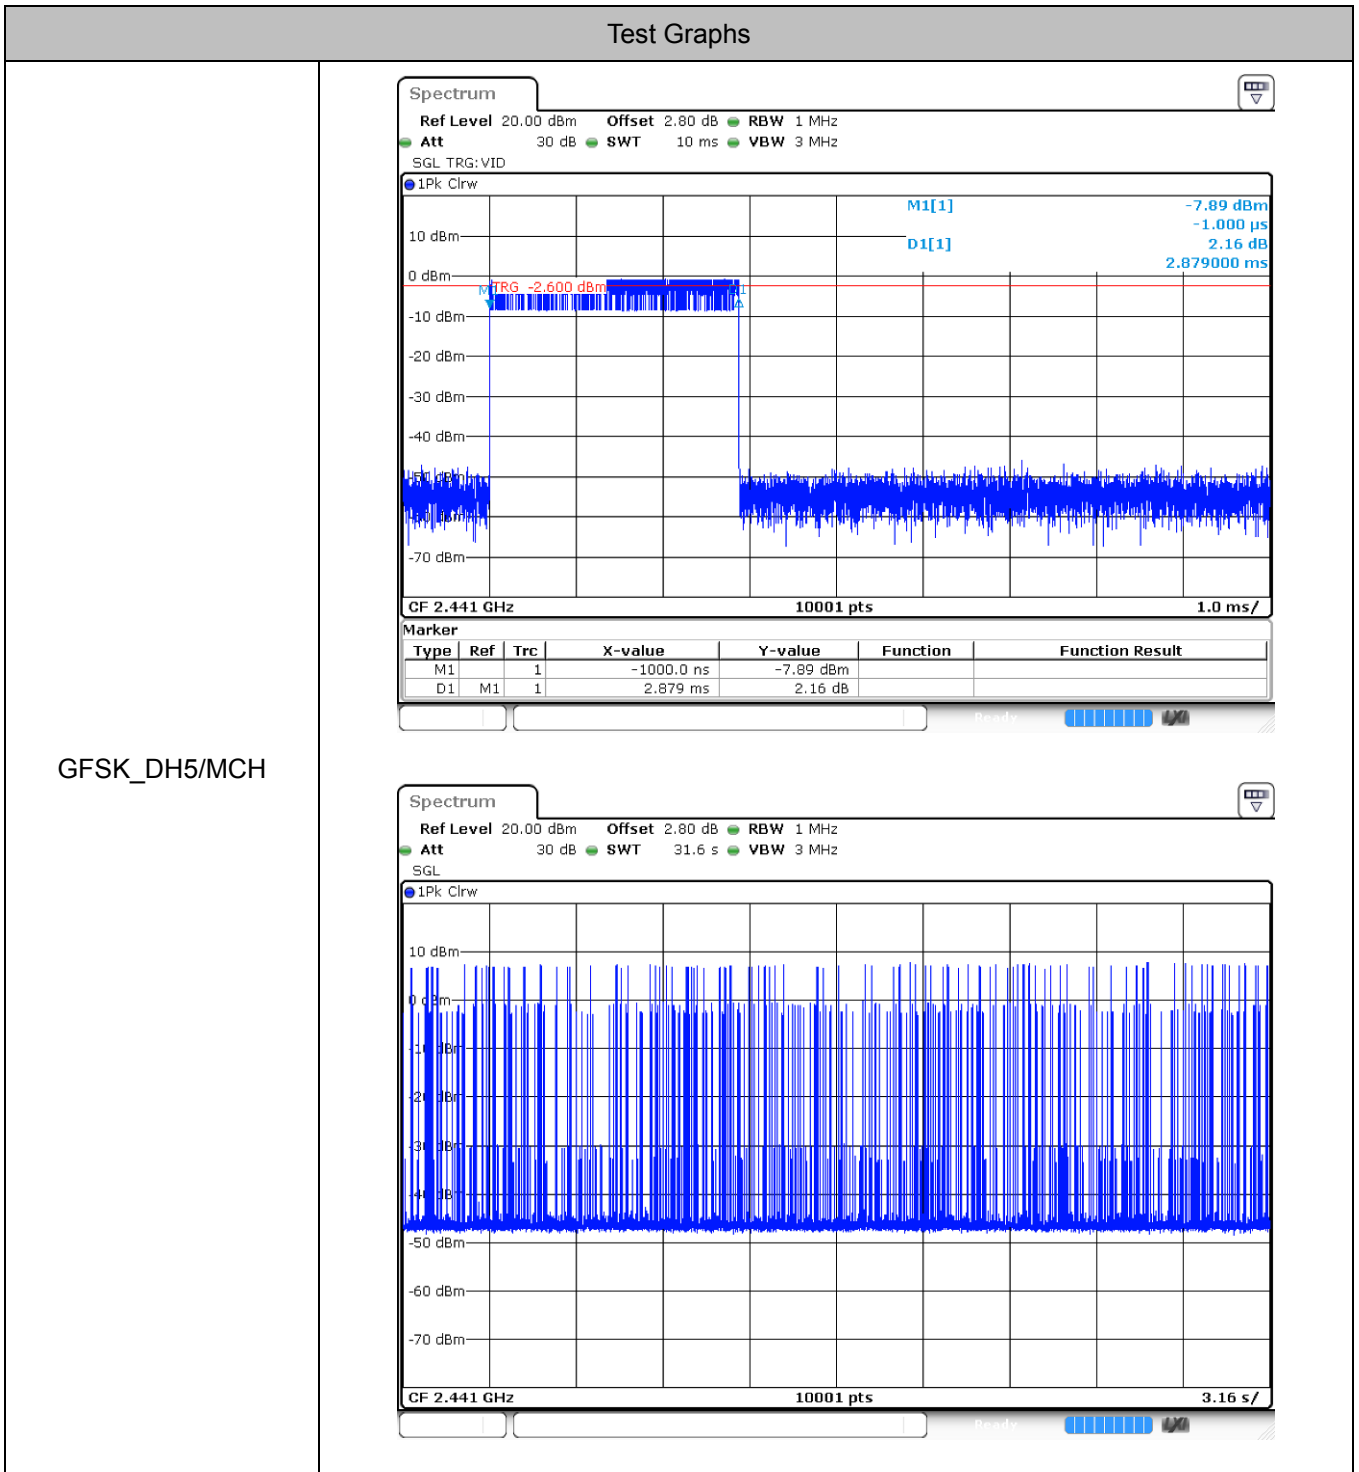 Test Graphs
GFSK_DH5/MCH
Spectrum
Ref Level 20.00 dBm Offset 2.80 dB RBW 1 MHz
Att 30 dB SWT 10 ms VBW 3 MHz
SGL TRG:VID
1Pk Clrw
M1[1] -7.89 dBm
-1.000 µs
D1[1] 2.16 dB
2.879000 ms
10 dBm
0 dBm
TRG -2.600 dBm
-10 dBm
-20 dBm
-30 dBm
-40 dBm
-70 dBm
CF 2.441 GHz 10001 pts 1.0 ms/
Marker
Type Ref Trc X-value Y-value Function Function Result
M1 1 -1000.0 ns -7.89 dBm
D1 M1 1 2.879 ms 2.16 dB
Ready
Spectrum
Ref Level 20.00 dBm Offset 2.80 dB RBW 1 MHz
Att 30 dB SWT 31.6 s VBW 3 MHz
SGL
1Pk Clrw
10 dBm
0 dBm
-50 dBm
-60 dBm
-70 dBm
CF 2.441 GHz 10001 pts 3.16 s/
Ready